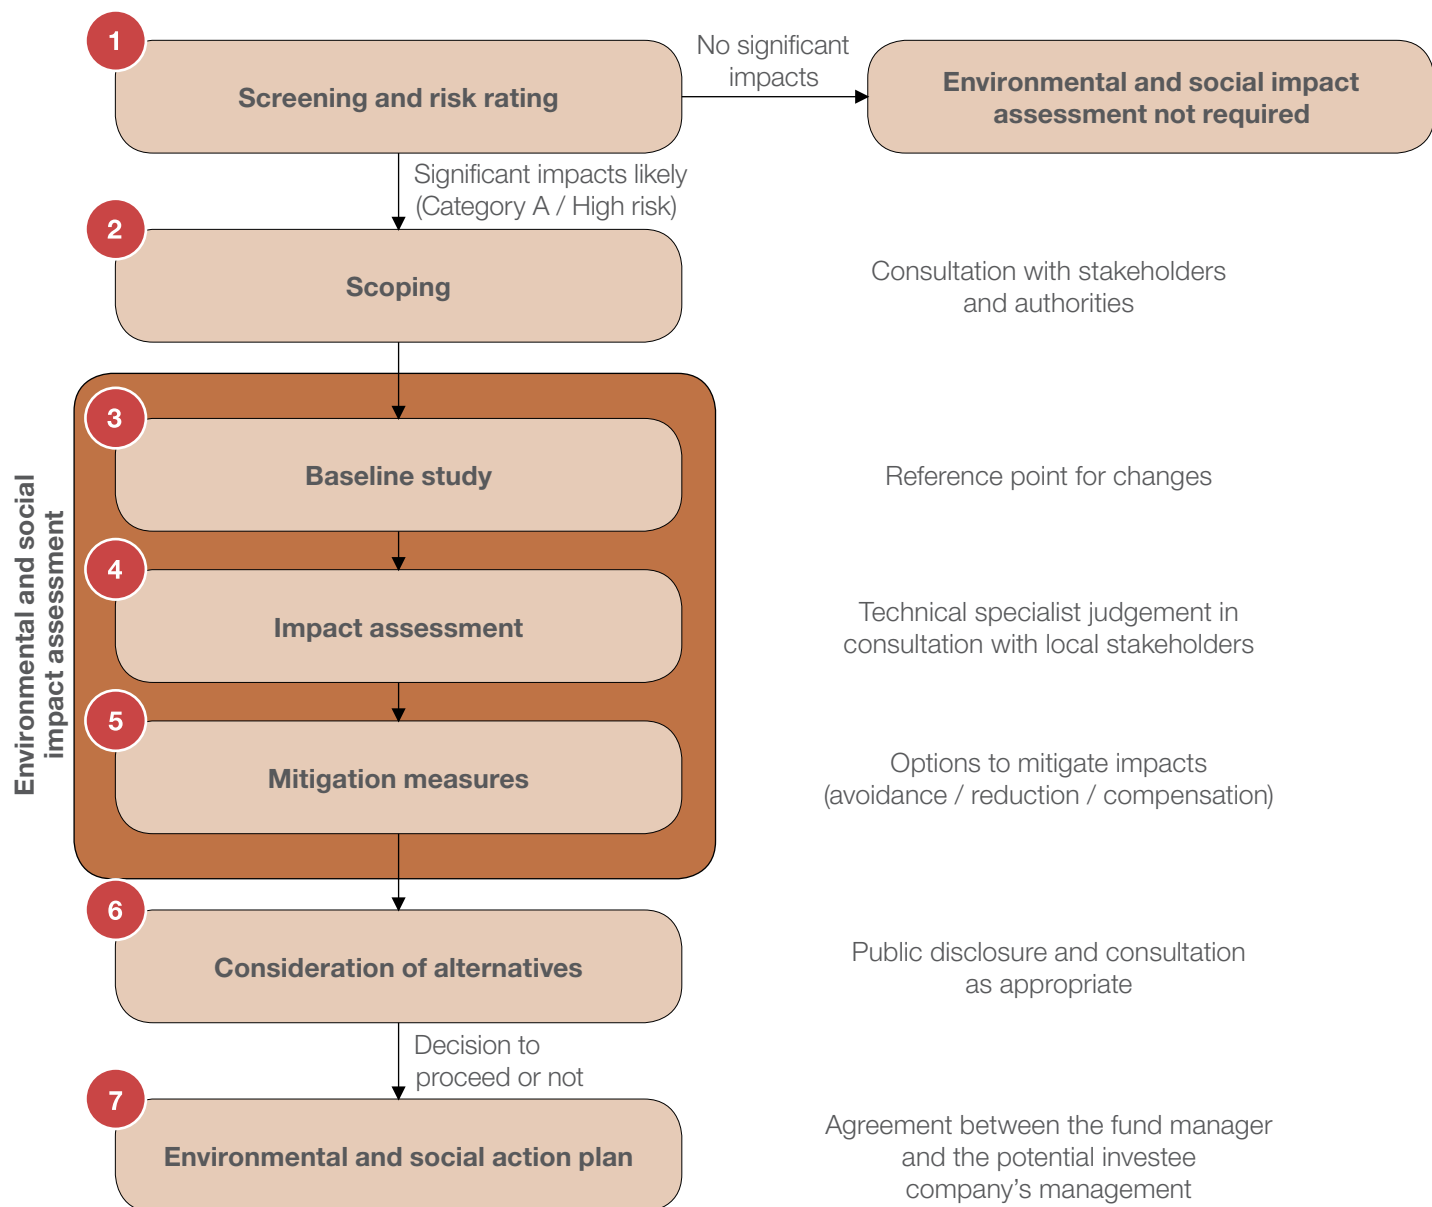 1
Screening and risk rating
No significant
impacts
Environmental and social impact
assessment not required
Significant impacts likely
(Category A / High risk)
2
Scoping
Consultation with stakeholders
and authorities
Environmental and social
impact assessment
3
Baseline study
Reference point for changes
4
Impact assessment
Technical specialist judgement in
consultation with local stakeholders
5
Mitigation measures
Options to mitigate impacts
(avoidance / reduction / compensation)
6
Consideration of alternatives
Public disclosure and consultation
as appropriate
Decision to
proceed or not
7
Environmental and social action plan
Agreement between the fund manager
and the potential investee
company’s management